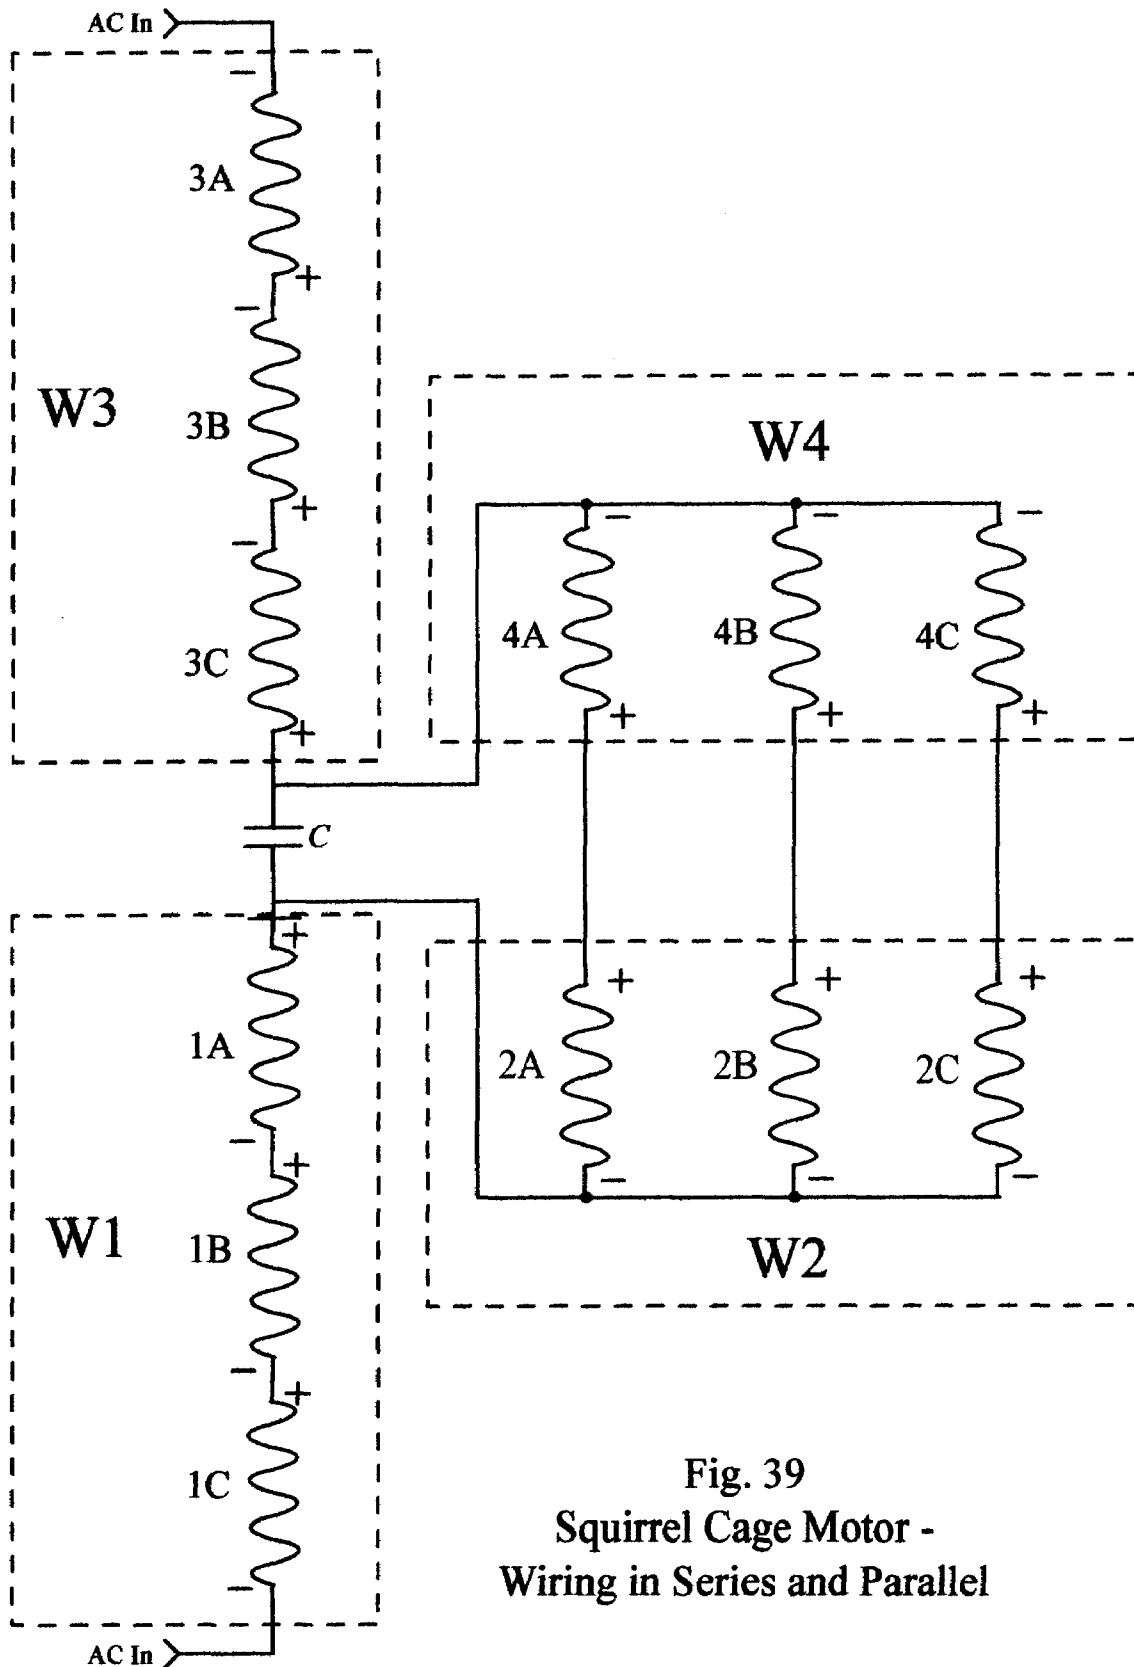 AC In
−
3A
+
−
3B
W3
+
−
3C
+
C
W4
− − −
4A 4B 4C
+ + +
+
1A
−
+
W1
1B
−
+
1C
−
AC In
+ + +
2A 2B 2C
− − −
W2
Fig. 39
Squirrel Cage Motor -
Wiring in Series and Parallel